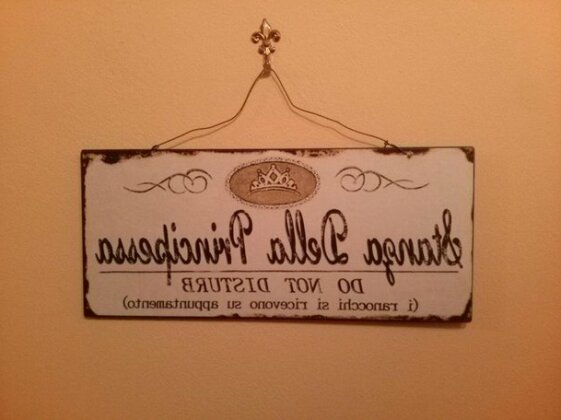 Stanza Della Principessa
DO NOT DISTURB
(i ranocchi si ricevono su appuntamento)